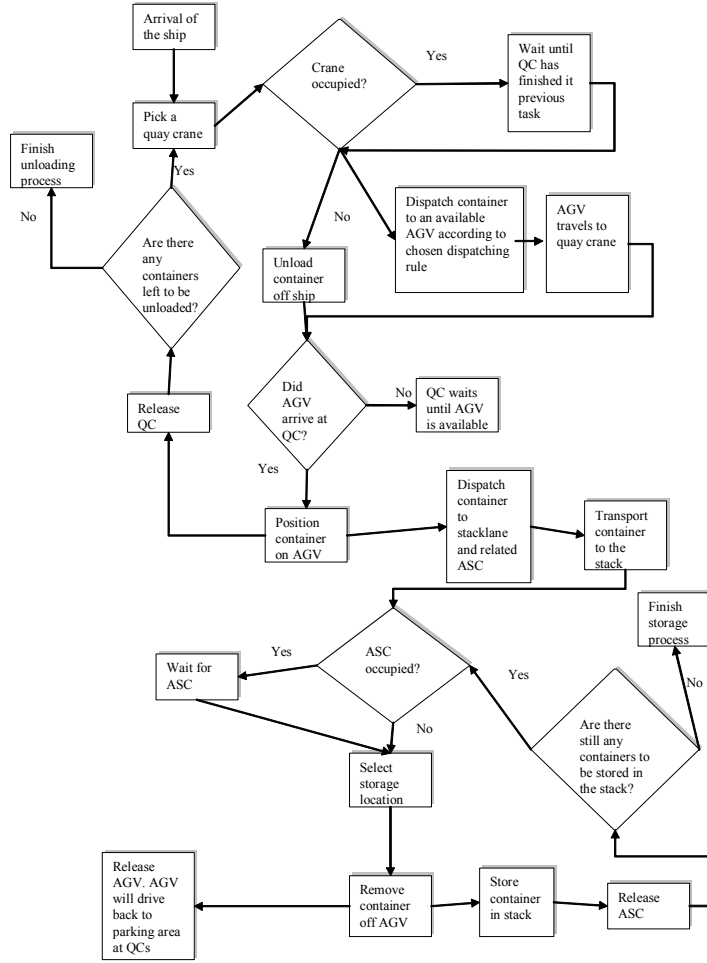 Arrival of
the ship
Crane
occupied?
Yes
Wait until
QC has
finished it
previous
task
Pick a
quay crane
Finish
unloading
process
Yes
No
Are there
any
containers
left to be
unloaded?
No
Dispatch container
to an available
AGV according to
chosen dispatching
rule
AGV
travels to
quay crane
Unload
container
off ship
Did
AGV
arrive at
QC?
No
QC waits
until AGV
is available
Release
QC
Yes
Position
container
on AGV
Dispatch
container
to
stacklane
and related
ASC
Transport
container
to the
stack
Finish
storage
process
ASC
occupied?
Yes
Wait for
ASC
Yes
No
No
Are there
still any
containers to
be stored in
the stack?
Select
storage
location
Release
AGV. AGV
will drive
back to
parking area
at QCs
Remove
container
off AGV
Store
container
in stack
Release
ASC